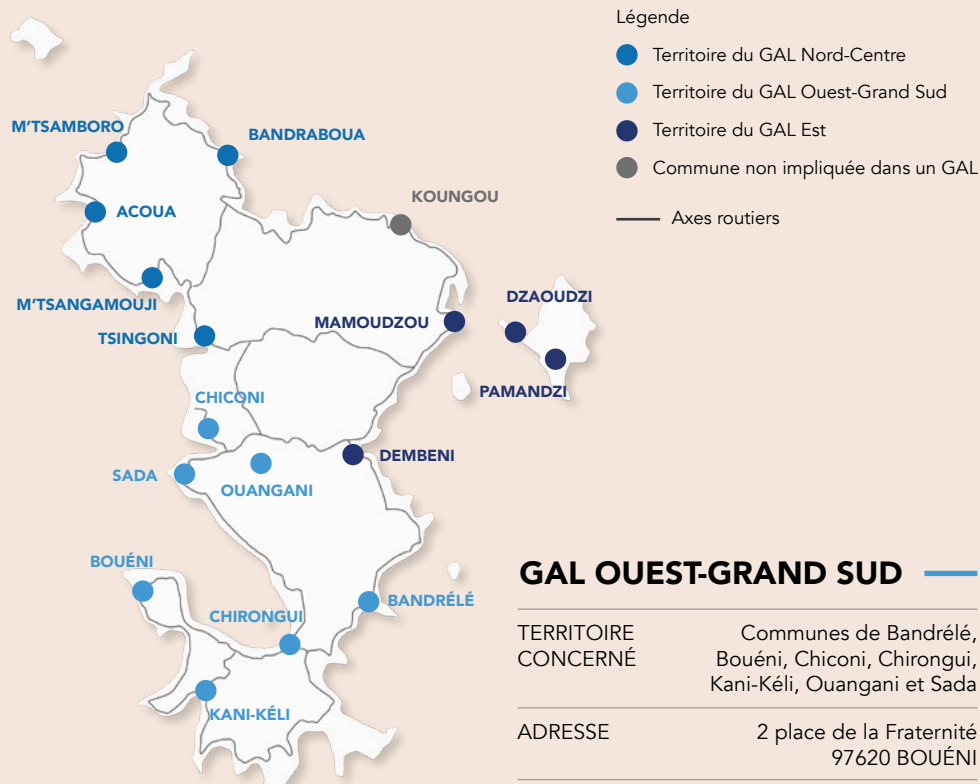 Légende
Territoire du GAL Nord-Centre
Territoire du GAL Ouest-Grand Sud
Territoire du GAL Est
Commune non impliquée dans un GAL
Axes routiers
M'TSAMBORO
BANDRABOUA
ACOUA
KOUNGOU
M'TSANGAMOUJI
TSINGONI
MAMOUDZOU
DZAOUDZI
PAMANDZI
CHICONI
DEMBENI
SADA
OUANGANI
BOUÉNI
CHIRONGUI
BANDRÉLÉ
KANI-KÉLI
GAL OUEST-GRAND SUD
TERRITOIRE
CONCERNÉ
Communes de Bandrélé,
Bouéni, Chiconi, Chirongui,
Kani-Kéli, Ouangani et Sada
ADRESSE
2 place de la Fraternité
97620 BOUÉNI